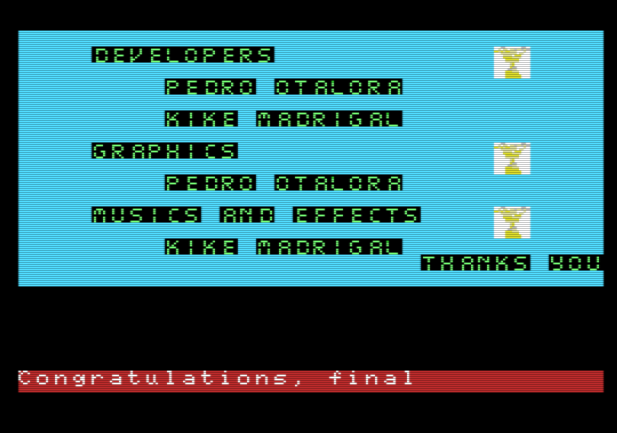 DEVELOPERS
PEDRO OTALORA
KIKE MADRIGAL
GRAPHICS
PEDRO OTALORA
MUSICS AND EFFECTS
KIKE MADRIGAL
THANKS YOU
Congratulations, final